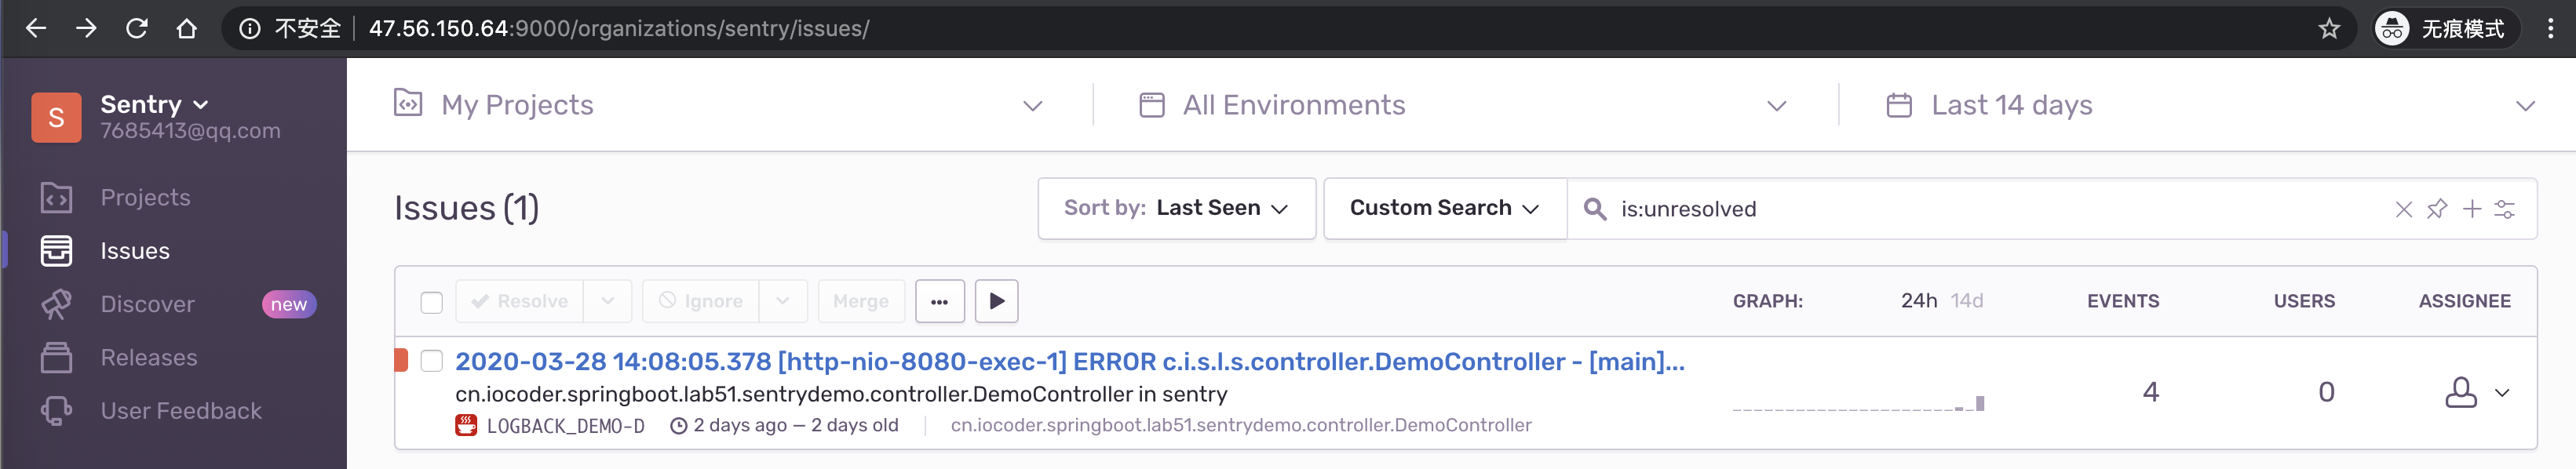 不安全 47.56.150.64:9000/organizations/sentry/issues/ 无痕模式
S Sentry
7685413@qq.com
Projects
Issues
Discover new
Releases
User Feedback
My Projects All Environments Last 14 days
Issues (1) Sort by: Last Seen Custom Search is:unresolved
Resolve Ignore Merge GRAPH: 24h 14d EVENTS USERS ASSIGNEE
2020-03-28 14:08:05.378 [http-nio-8080-exec-1] ERROR c.i.s.l.s.controller.DemoController - [main]...
cn.iocoder.springboot.lab51.sentrydemo.controller.DemoController in sentry 4 0
LOGBACK_DEMO-D 2 days ago — 2 days old cn.iocoder.springboot.lab51.sentrydemo.controller.DemoController